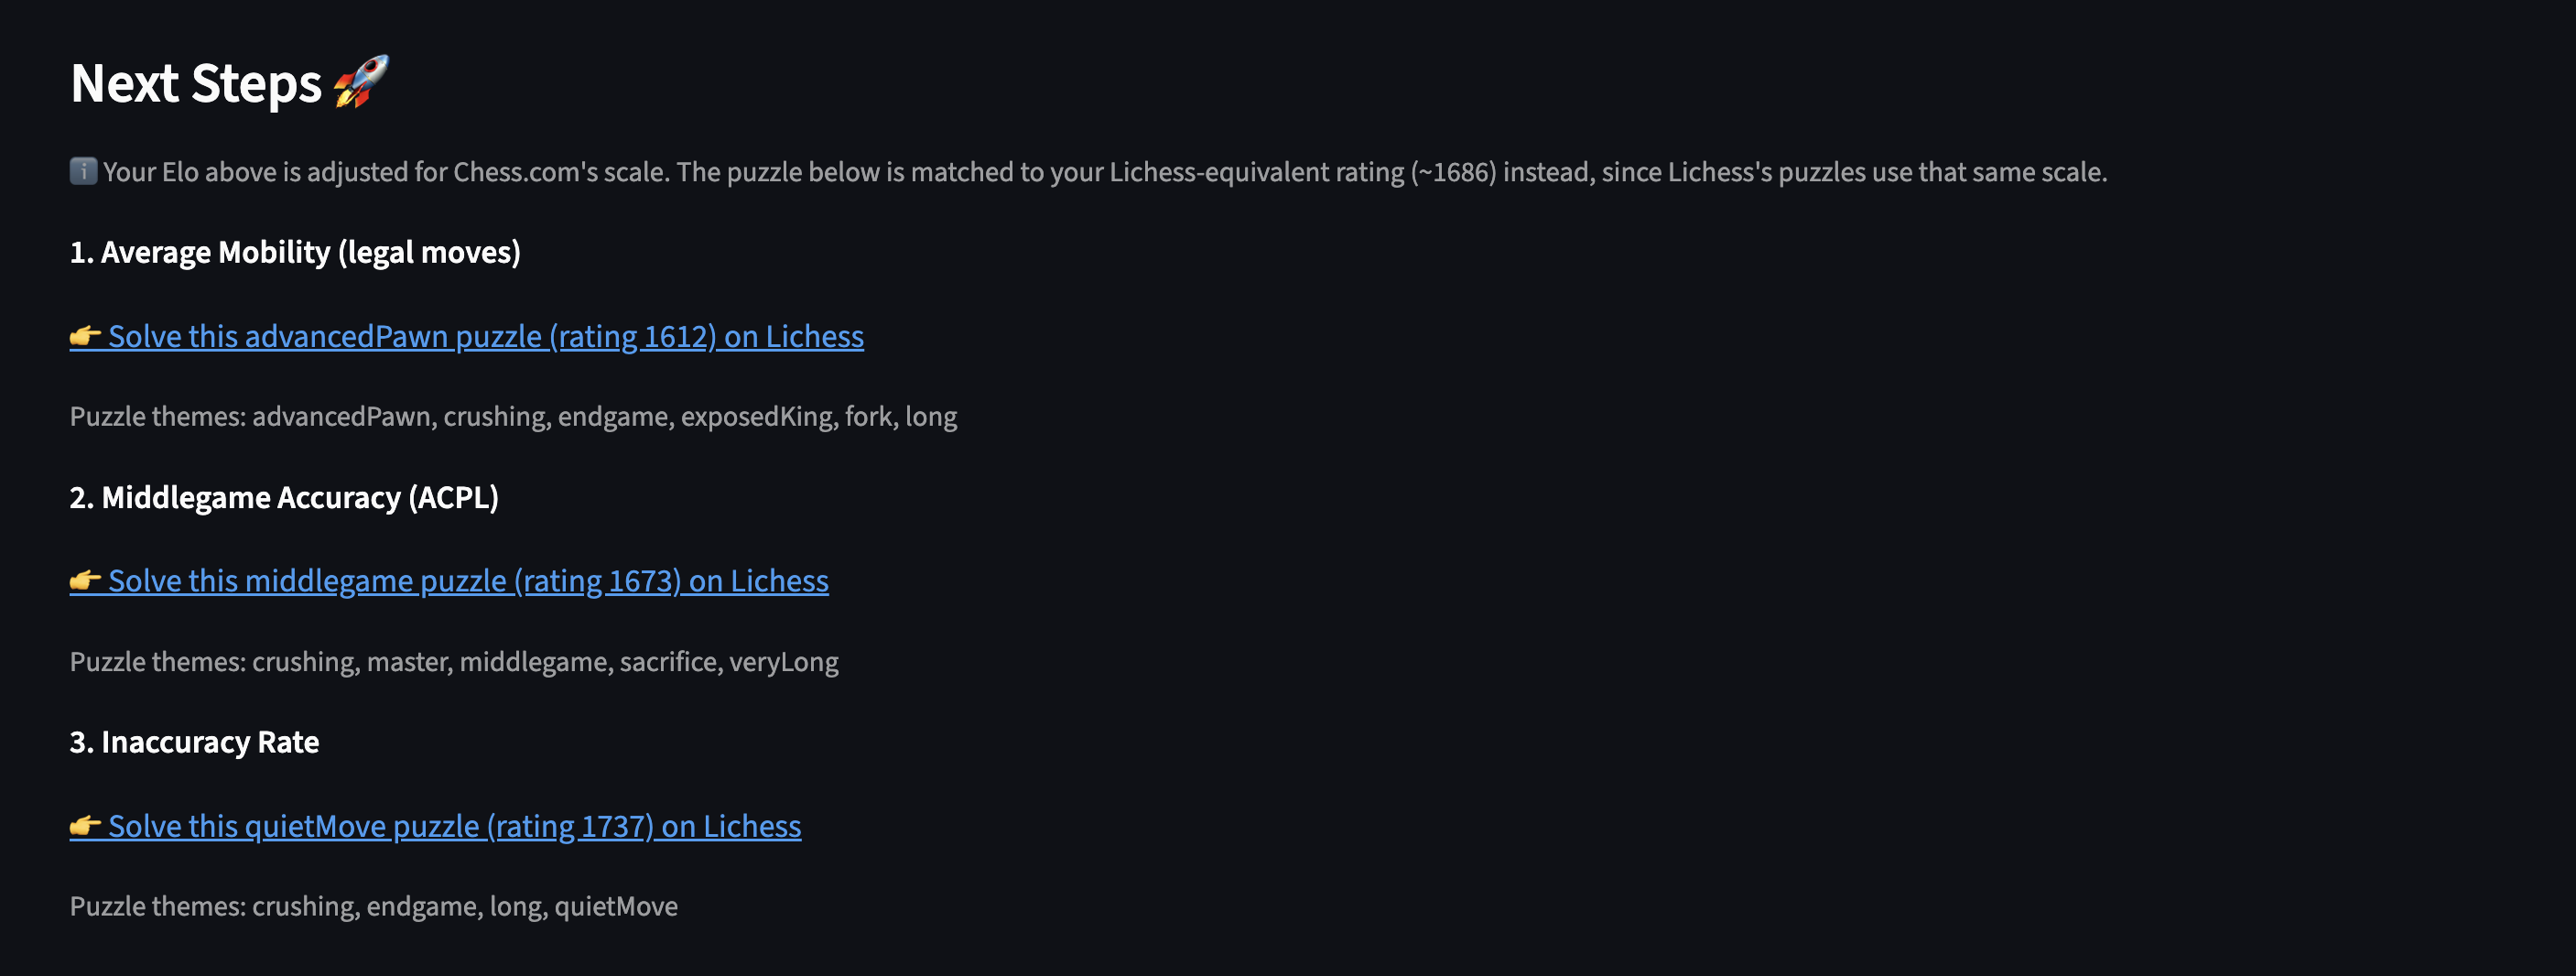 Next Steps 🚀
ℹ️ Your Elo above is adjusted for Chess.com's scale. The puzzle below is matched to your Lichess-equivalent rating (~1686) instead, since Lichess's puzzles use that same scale.
1. Average Mobility (legal moves)
👉 Solve this advancedPawn puzzle (rating 1612) on Lichess
Puzzle themes: advancedPawn, crushing, endgame, exposedKing, fork, long
2. Middlegame Accuracy (ACPL)
👉 Solve this middlegame puzzle (rating 1673) on Lichess
Puzzle themes: crushing, master, middlegame, sacrifice, veryLong
3. Inaccuracy Rate
👉 Solve this quietMove puzzle (rating 1737) on Lichess
Puzzle themes: crushing, endgame, long, quietMove